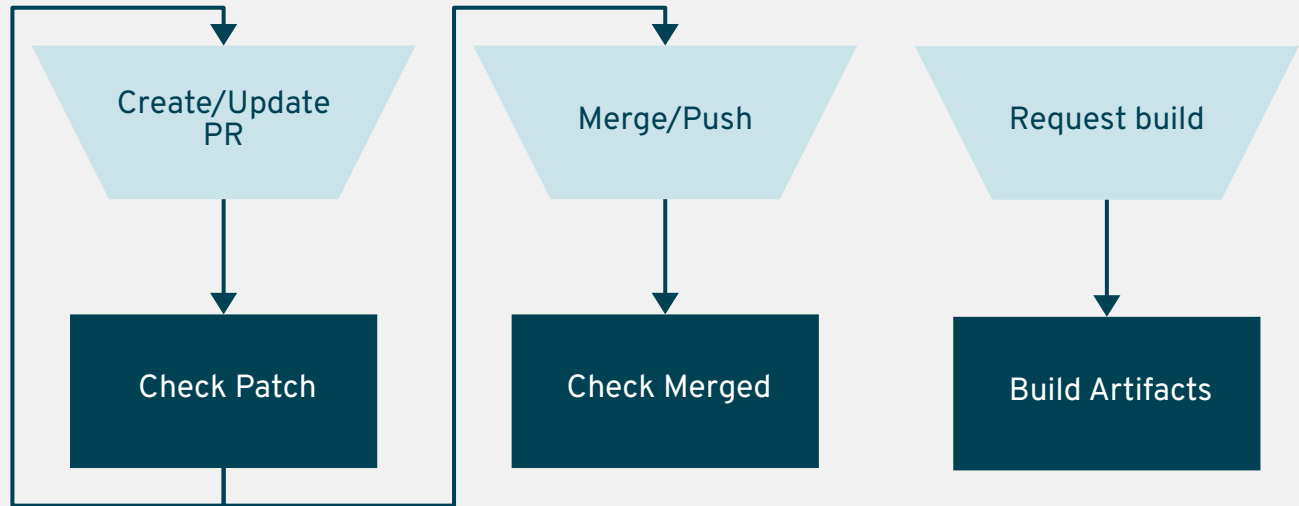 Create/Update
PR
Merge/Push
Request build
Check Patch
Check Merged
Build Artifacts